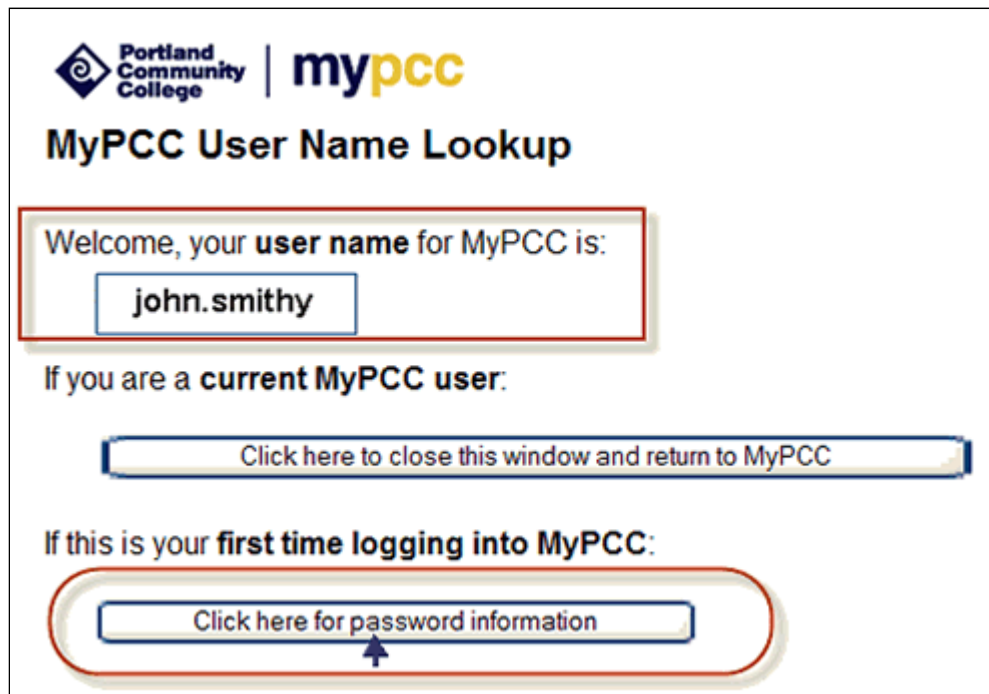 Portland
Community
College
mypcc
MyPCC User Name Lookup
Welcome, your user name for MyPCC is:
john.smithy
If you are a current MyPCC user:
Click here to close this window and return to MyPCC
If this is your first time logging into MyPCC:
Click here for password information